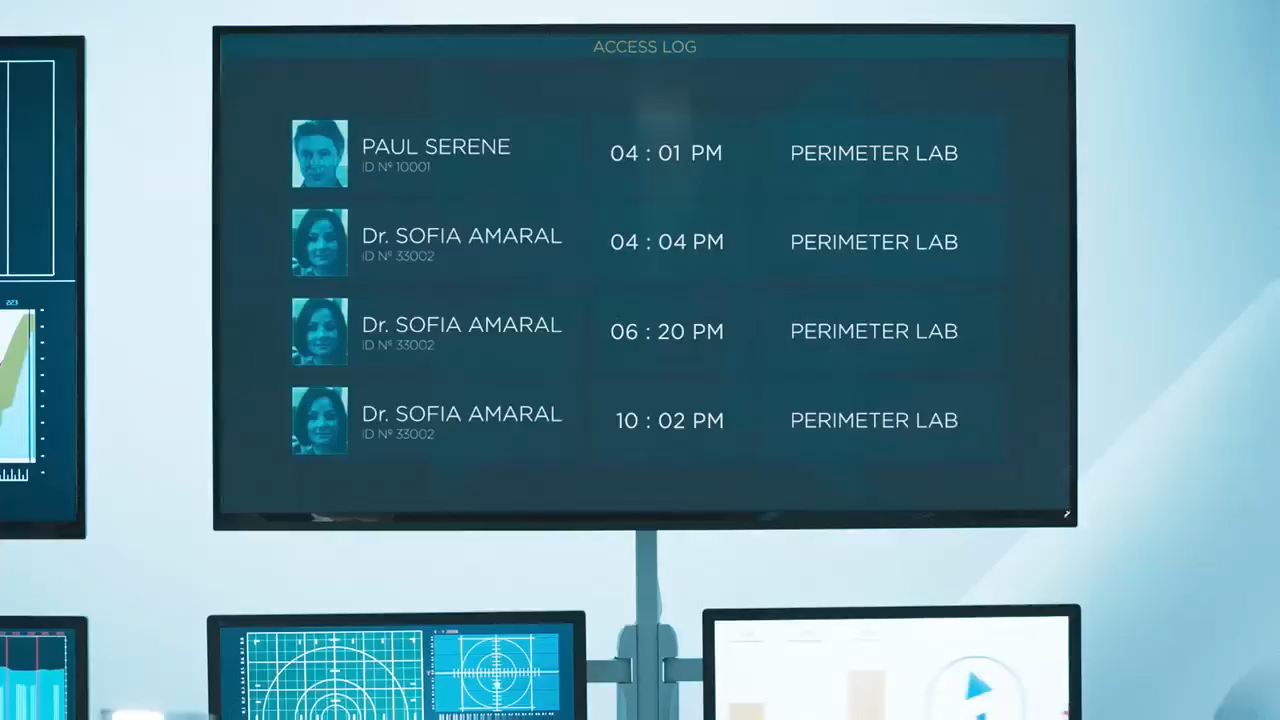 ACCESS LOG
PAUL SERENE
ID Nº 10001
04 : 01 PM
PERIMETER LAB
Dr. SOFIA AMARAL
ID Nº 33002
04 : 04 PM
PERIMETER LAB
Dr. SOFIA AMARAL
ID Nº 33002
06 : 20 PM
PERIMETER LAB
Dr. SOFIA AMARAL
ID Nº 33002
10 : 02 PM
PERIMETER LAB
223